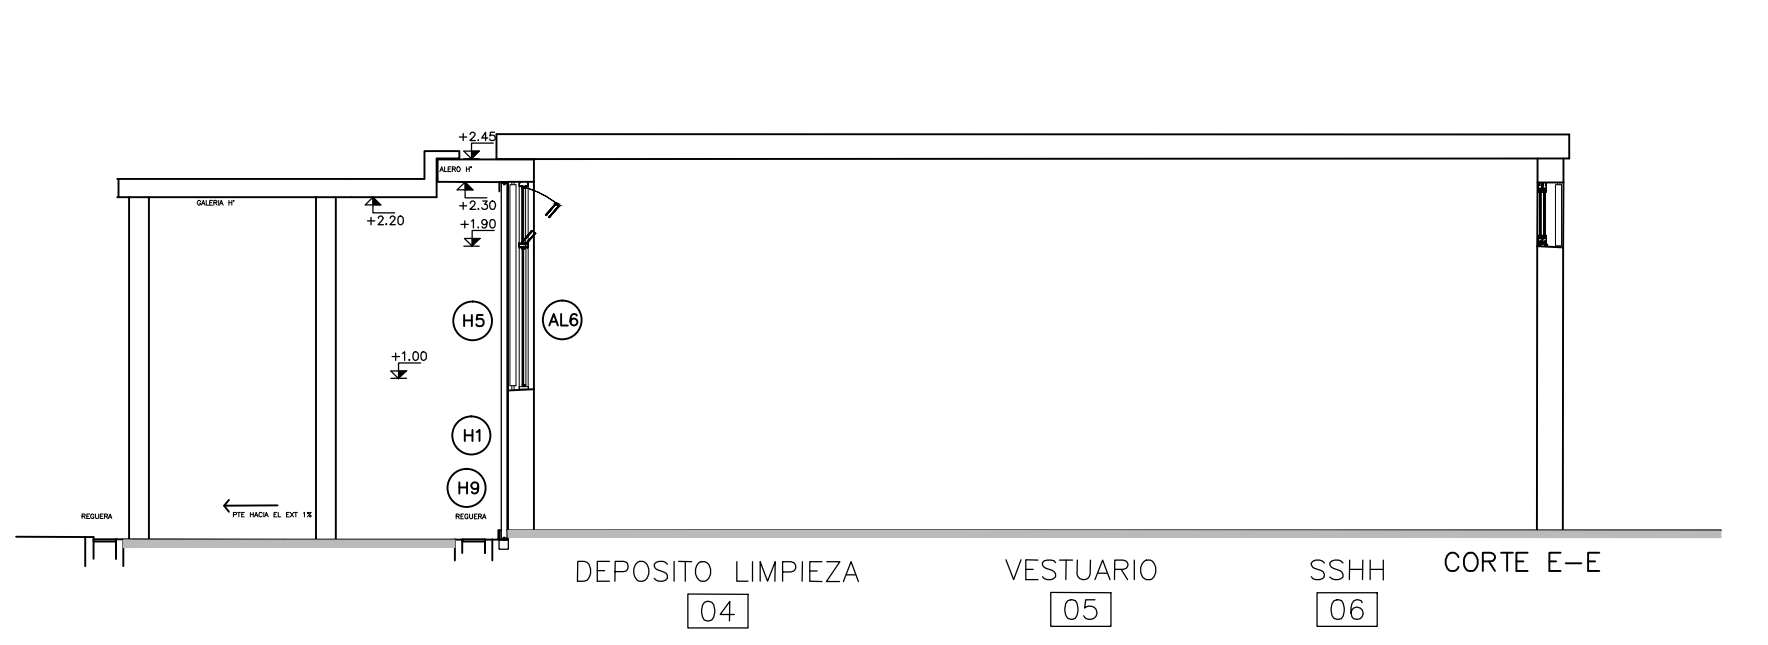 +2.45
ALERO H°
GALERIA H°
+2.30
+2.20
+1.90
H5
AL6
+1.00
H1
H9
PTE HACIA EL EXT 1%
REGUERA
REGUERA
CORTE E-E
DEPOSITO LIMPIEZA
VESTUARIO
SSHH
04
05
06